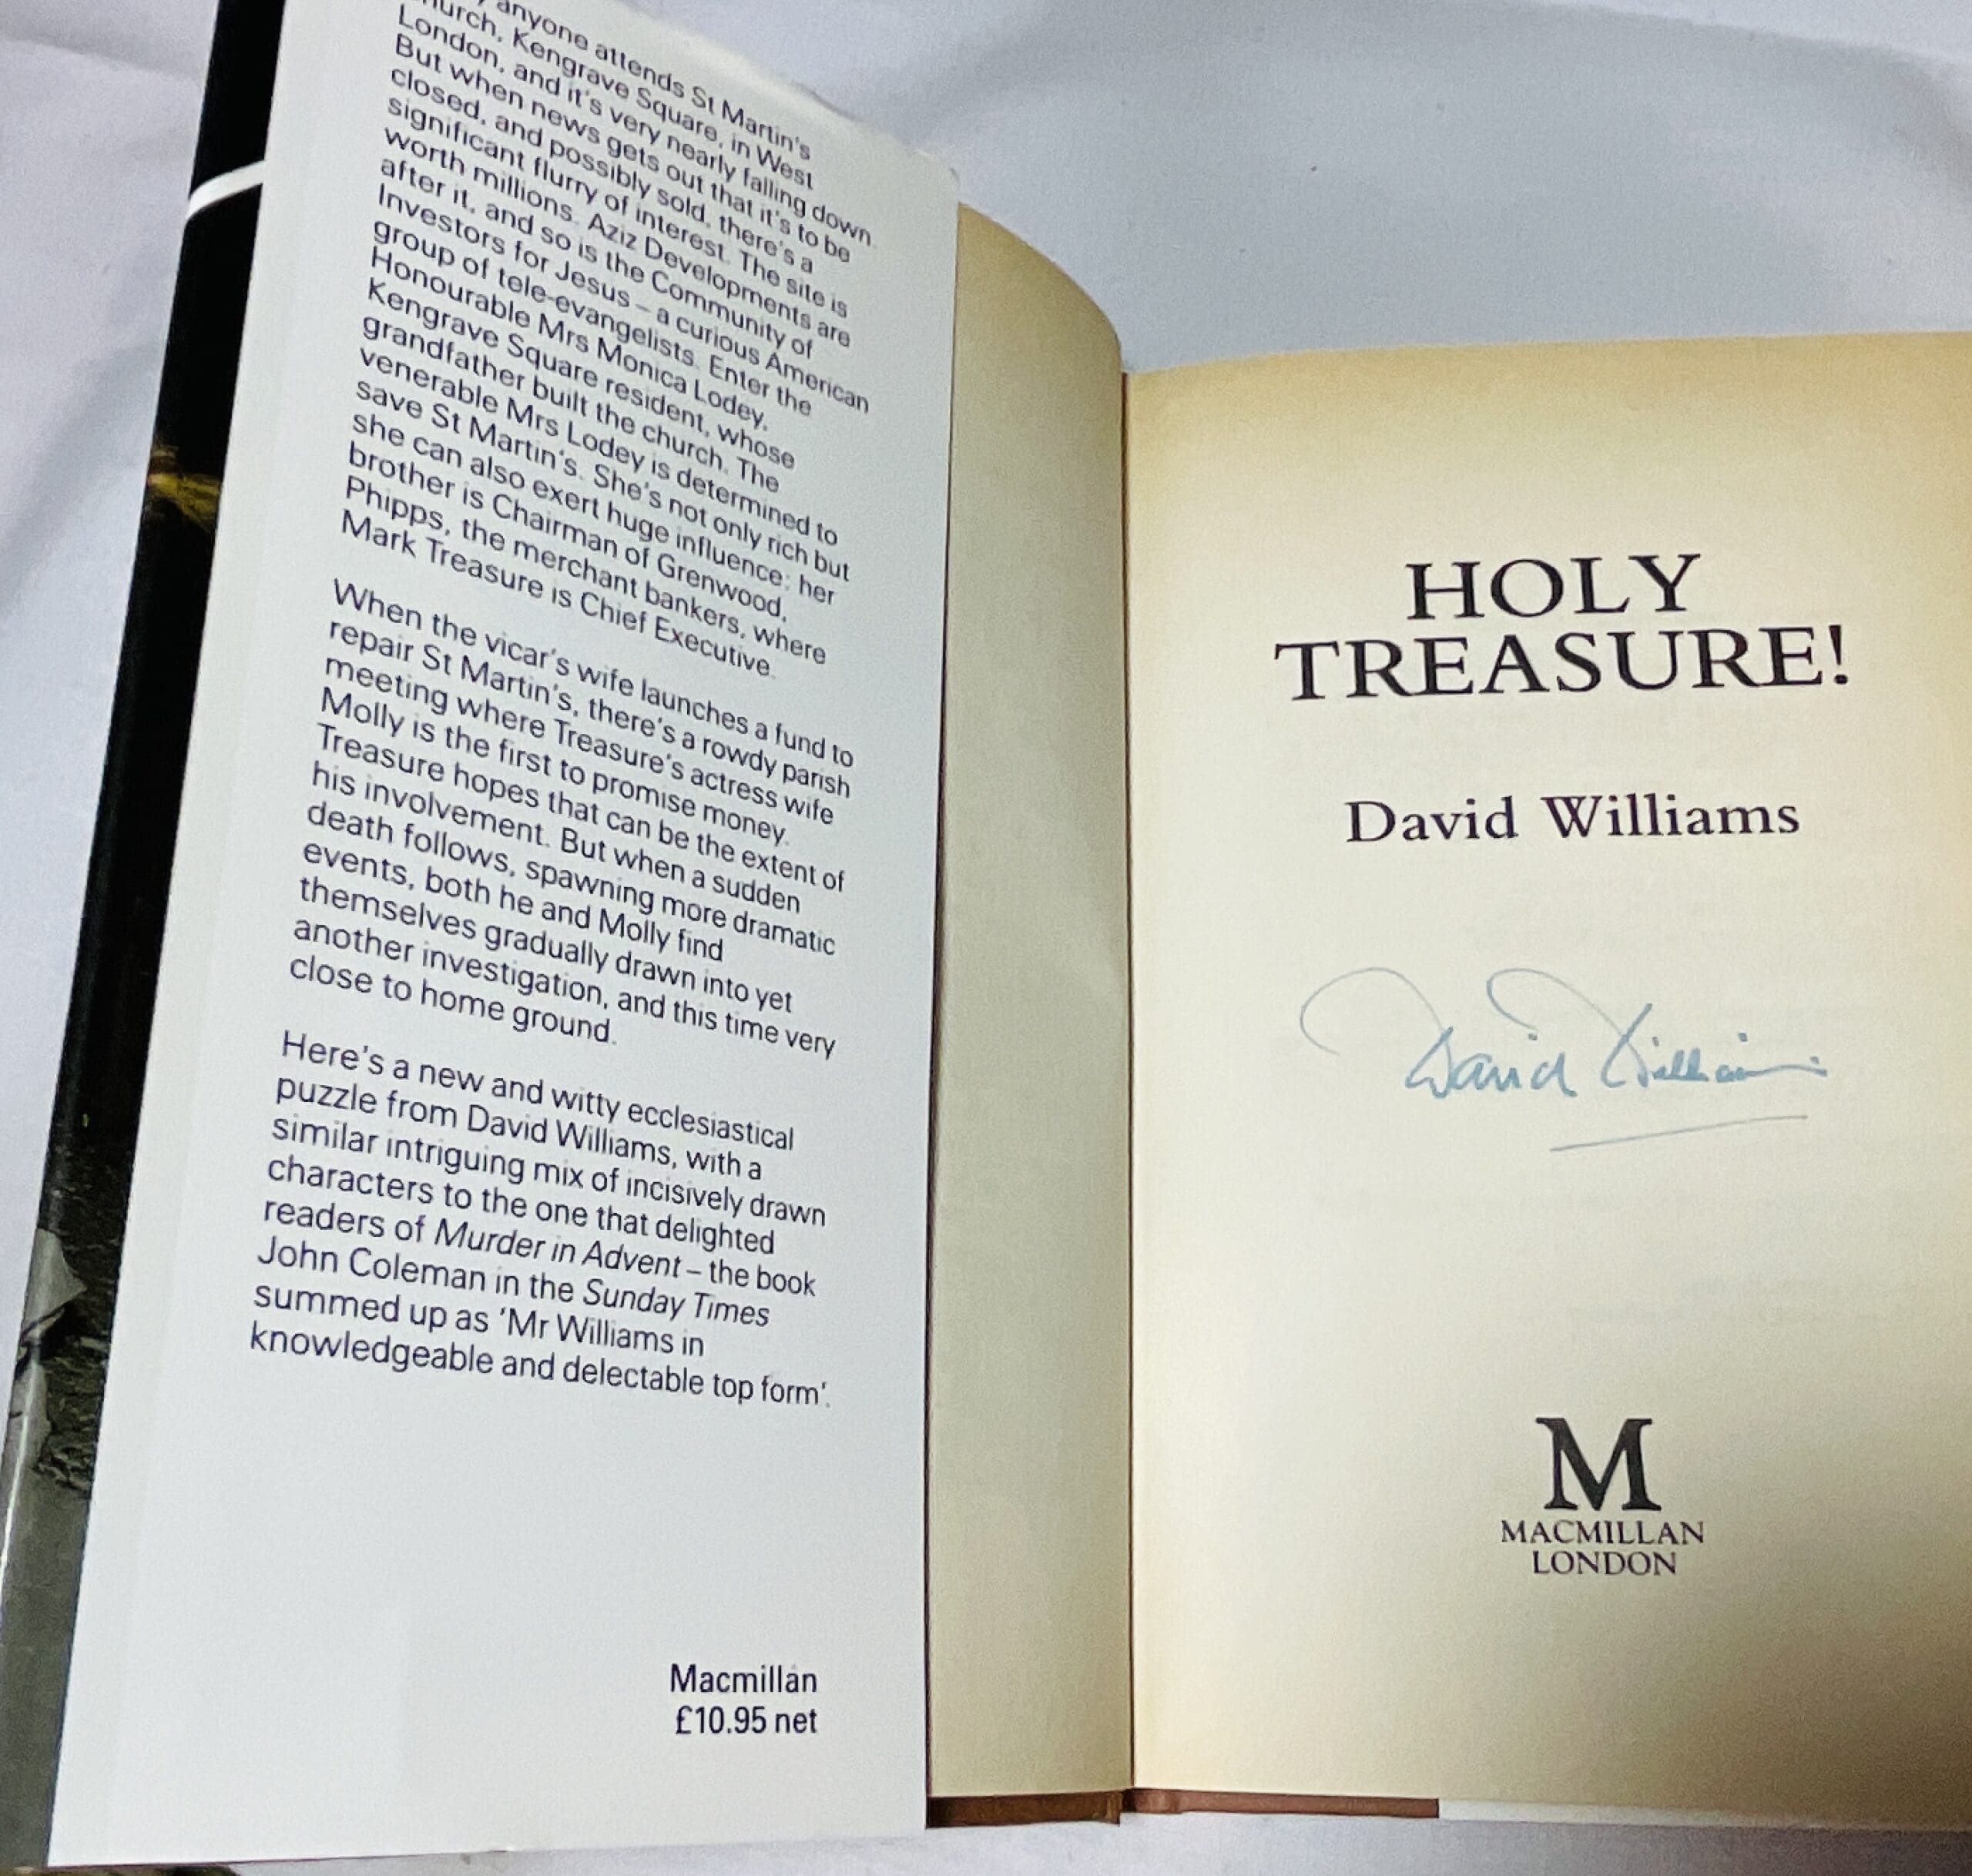 anyone attends St Martin's
Church, Kengrave Square, in West
London, and it's very nearly falling down.
But when news gets out that it's to be
closed, and possibly sold, there's a
significant flurry of interest. The site is
worth millions. Aziz Developments are
after it, and so is the Community of
Investors for Jesus – a curious American
group of tele-evangelists. Enter the
Honourable Mrs Monica Lodey,
Kengrave Square resident, whose
grandfather built the church. The
venerable Mrs Lodey is determined to
save St Martin's. She's not only rich but
she can also exert huge influence: her
brother is Chairman of Grenwood,
Phipps, the merchant bankers, where
Mark Treasure is Chief Executive.
When the vicar's wife launches a fund to
repair St Martin's, there's a rowdy parish
meeting where Treasure's actress wife
Molly is the first to promise money.
Treasure hopes that can be the extent of
his involvement. But when a sudden
death follows, spawning more dramatic
events, both he and Molly find
themselves gradually drawn into yet
another investigation, and this time very
close to home ground.
Here's a new and witty ecclesiastical
puzzle from David Williams, with a
similar intriguing mix of incisively drawn
characters to the one that delighted
readers of Murder in Advent – the book
John Coleman in the Sunday Times
summed up as 'Mr Williams in
knowledgeable and delectable top form'.
Macmillan
£10.95 net
HOLY
TREASURE!
David Williams
David Williams
M
MACMILLAN
LONDON